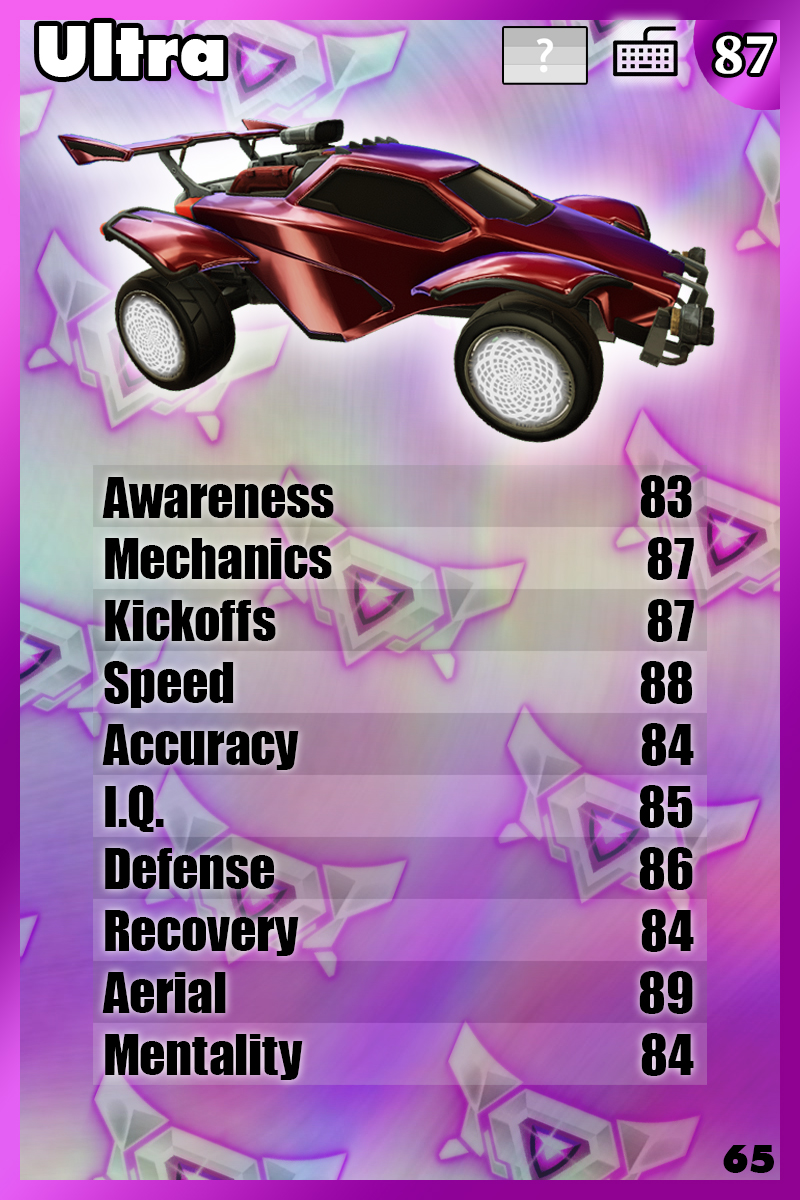 Ultra ? 87
Awareness 83
Mechanics 87
Kickoffs 87
Speed 88
Accuracy 84
I.Q. 85
Defense 86
Recovery 84
Aerial 89
Mentality 84
65